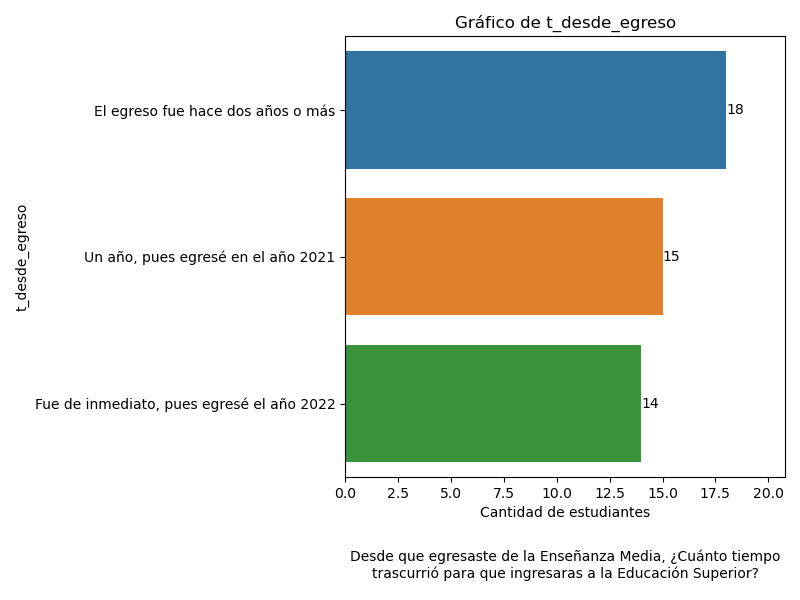 Gráfico de t_desde_egreso
t_desde_egreso
El egreso fue hace dos años o más
18
Un año, pues egresé en el año 2021
15
Fue de inmediato, pues egresé el año 2022
14
0.0 2.5 5.0 7.5 10.0 12.5 15.0 17.5 20.0
Cantidad de estudiantes
Desde que egresaste de la Enseñanza Media, ¿Cuánto tiempo
trascurrió para que ingresaras a la Educación Superior?